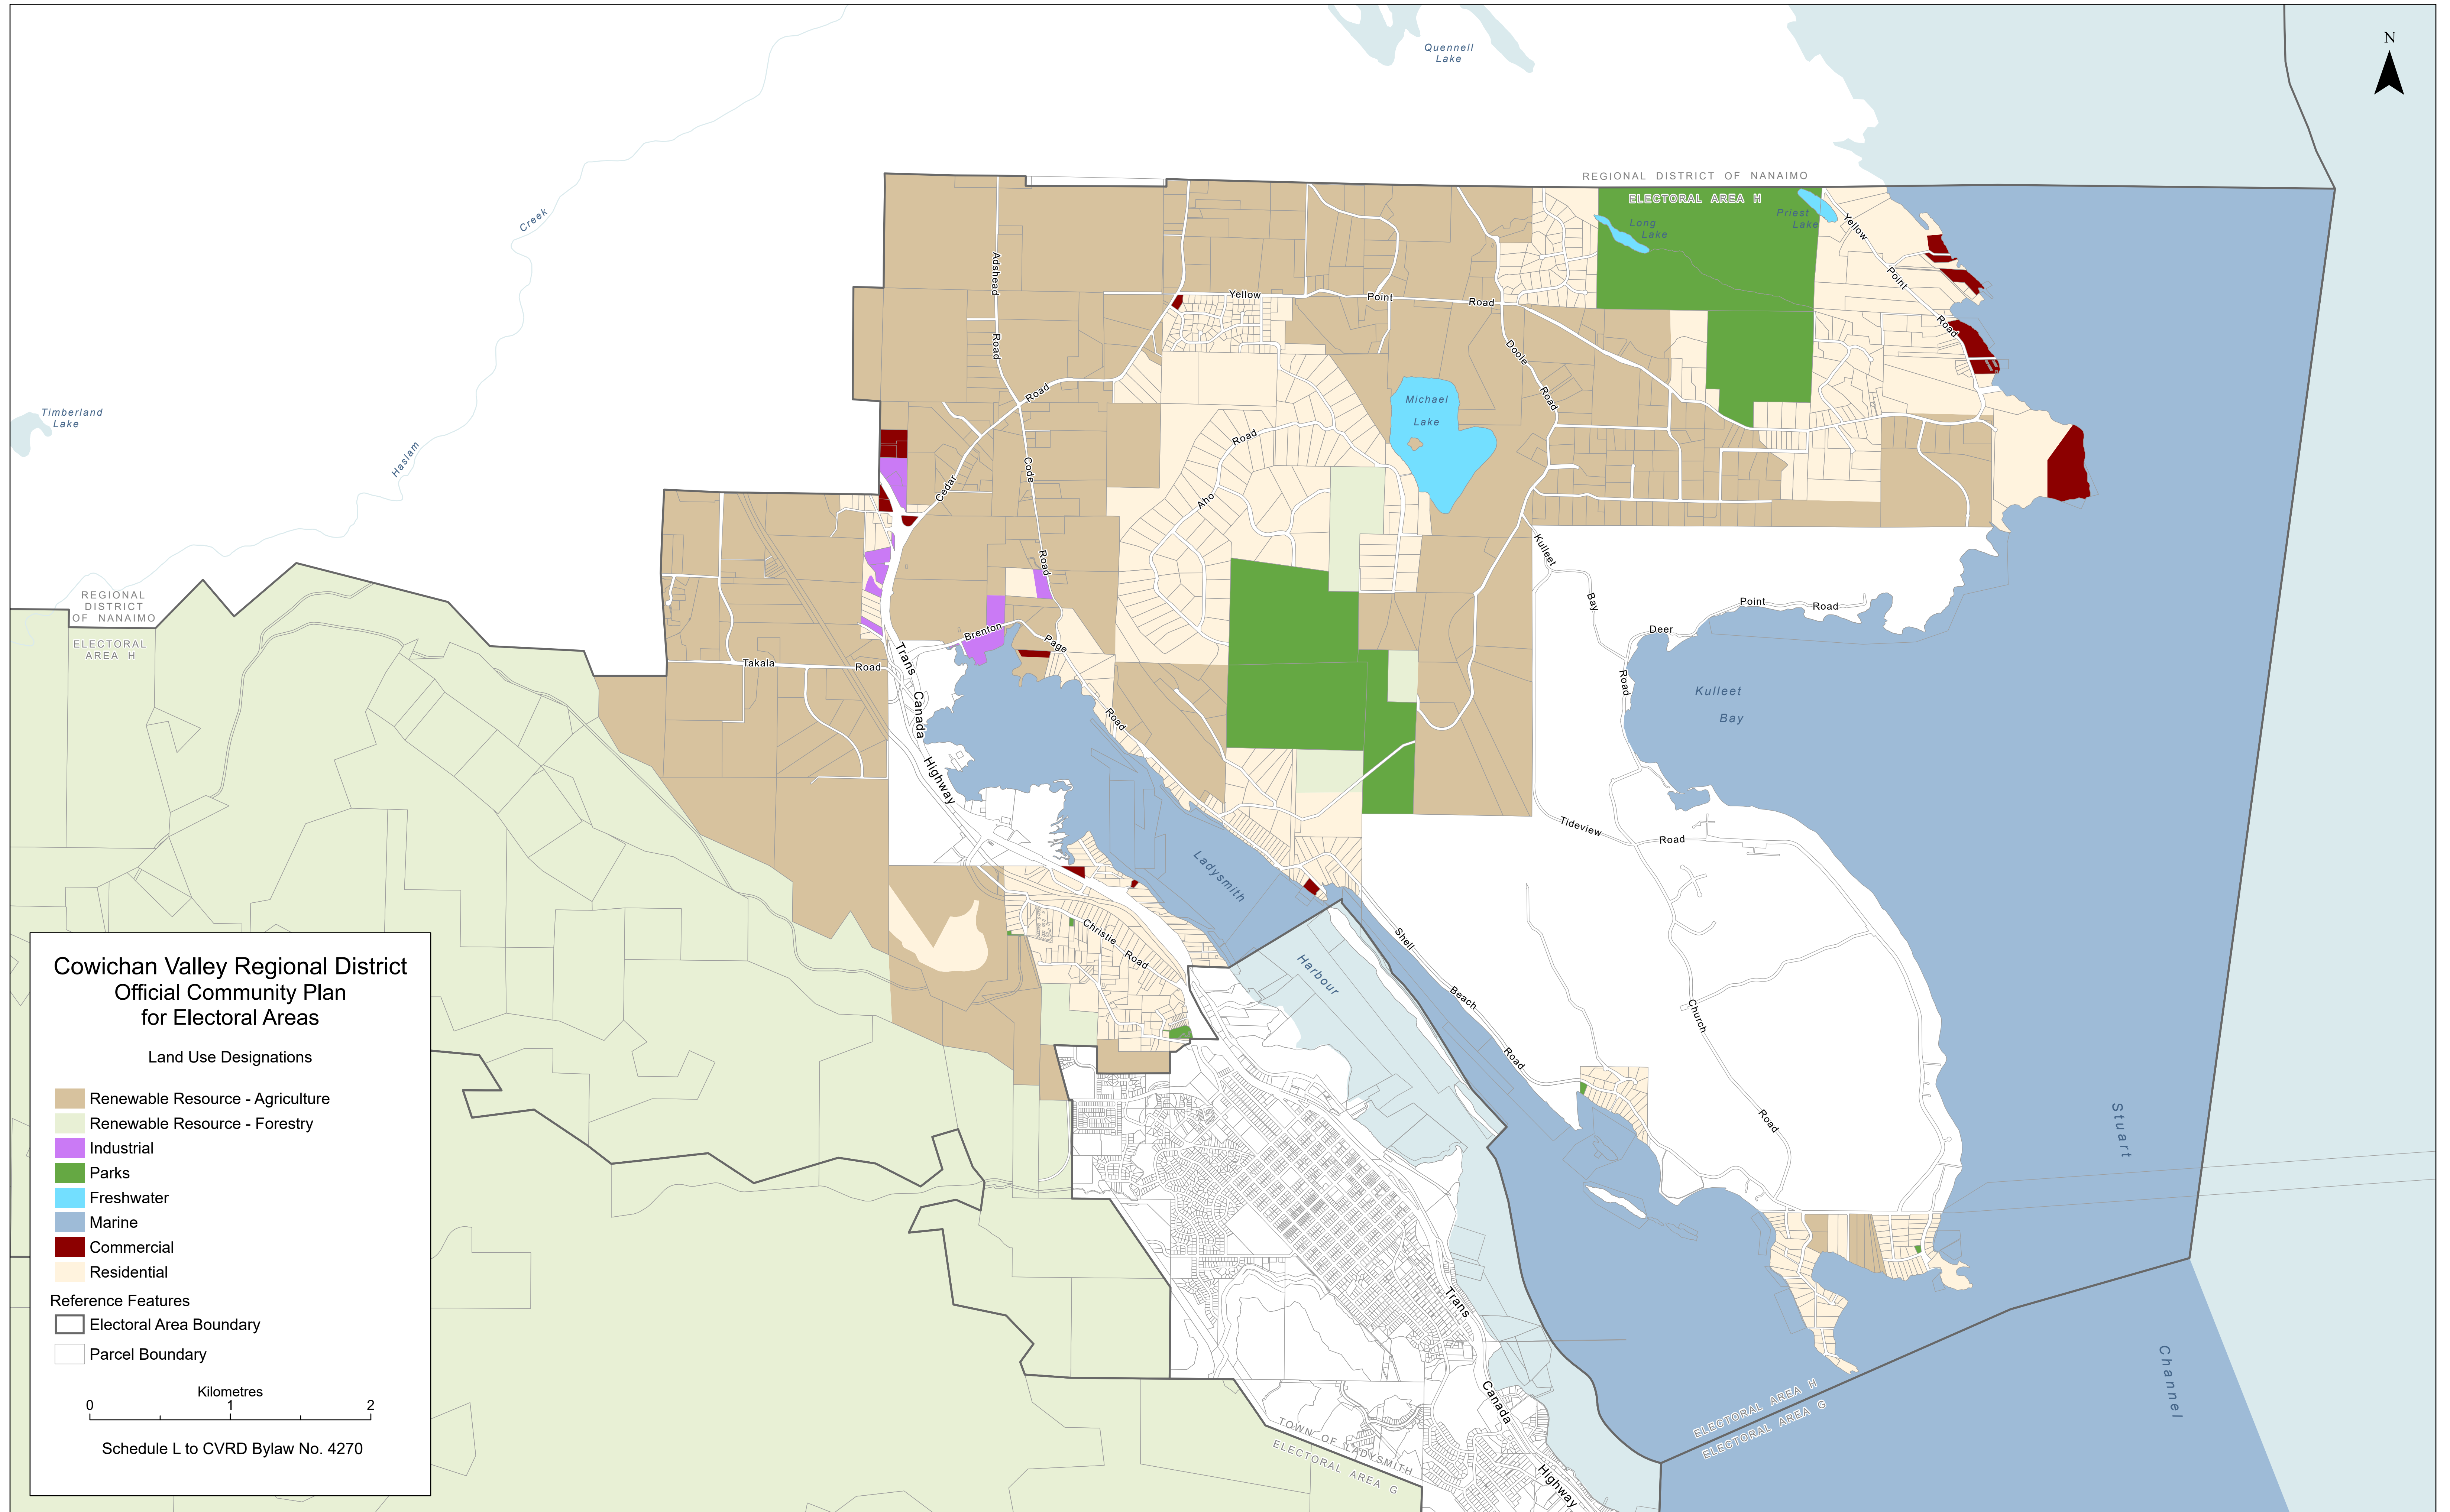 Quennell
Lake
N
REGIONAL DISTRICT OF NANAIMO
ELECTORAL AREA H
Long
Lake
Priest
Lake
Yellow
Point
Road
Creek
Haslam
Timberland
Lake
Adshead
Road
Yellow
Point
Road
Road
Cedar
Code
Road
Doole
Road
Michael
Lake
Road
Aho
Kulleet
Bay
Road
Point
Road
Deer
Kulleet
Bay
REGIONAL
DISTRICT
OF NANAIMO
ELECTORAL
AREA H
Takala
Road
Brenton
Page
Road
Trans
Canada
Highway
Tideview
Road
Ladysmith
Harbour
Christie
Road
Shell
Beach
Road
Church
Road
Stuart
Channel
Trans
Canada
Highway
ELECTORAL AREA H
ELECTORAL AREA G
TOWN OF LADYSMITH
ELECTORAL AREA G
Cowichan Valley Regional District
Official Community Plan
for Electoral Areas
Land Use Designations
Renewable Resource - Agriculture
Renewable Resource - Forestry
Industrial
Parks
Freshwater
Marine
Commercial
Residential
Reference Features
Electoral Area Boundary
Parcel Boundary
Kilometres
0 1 2
Schedule L to CVRD Bylaw No. 4270